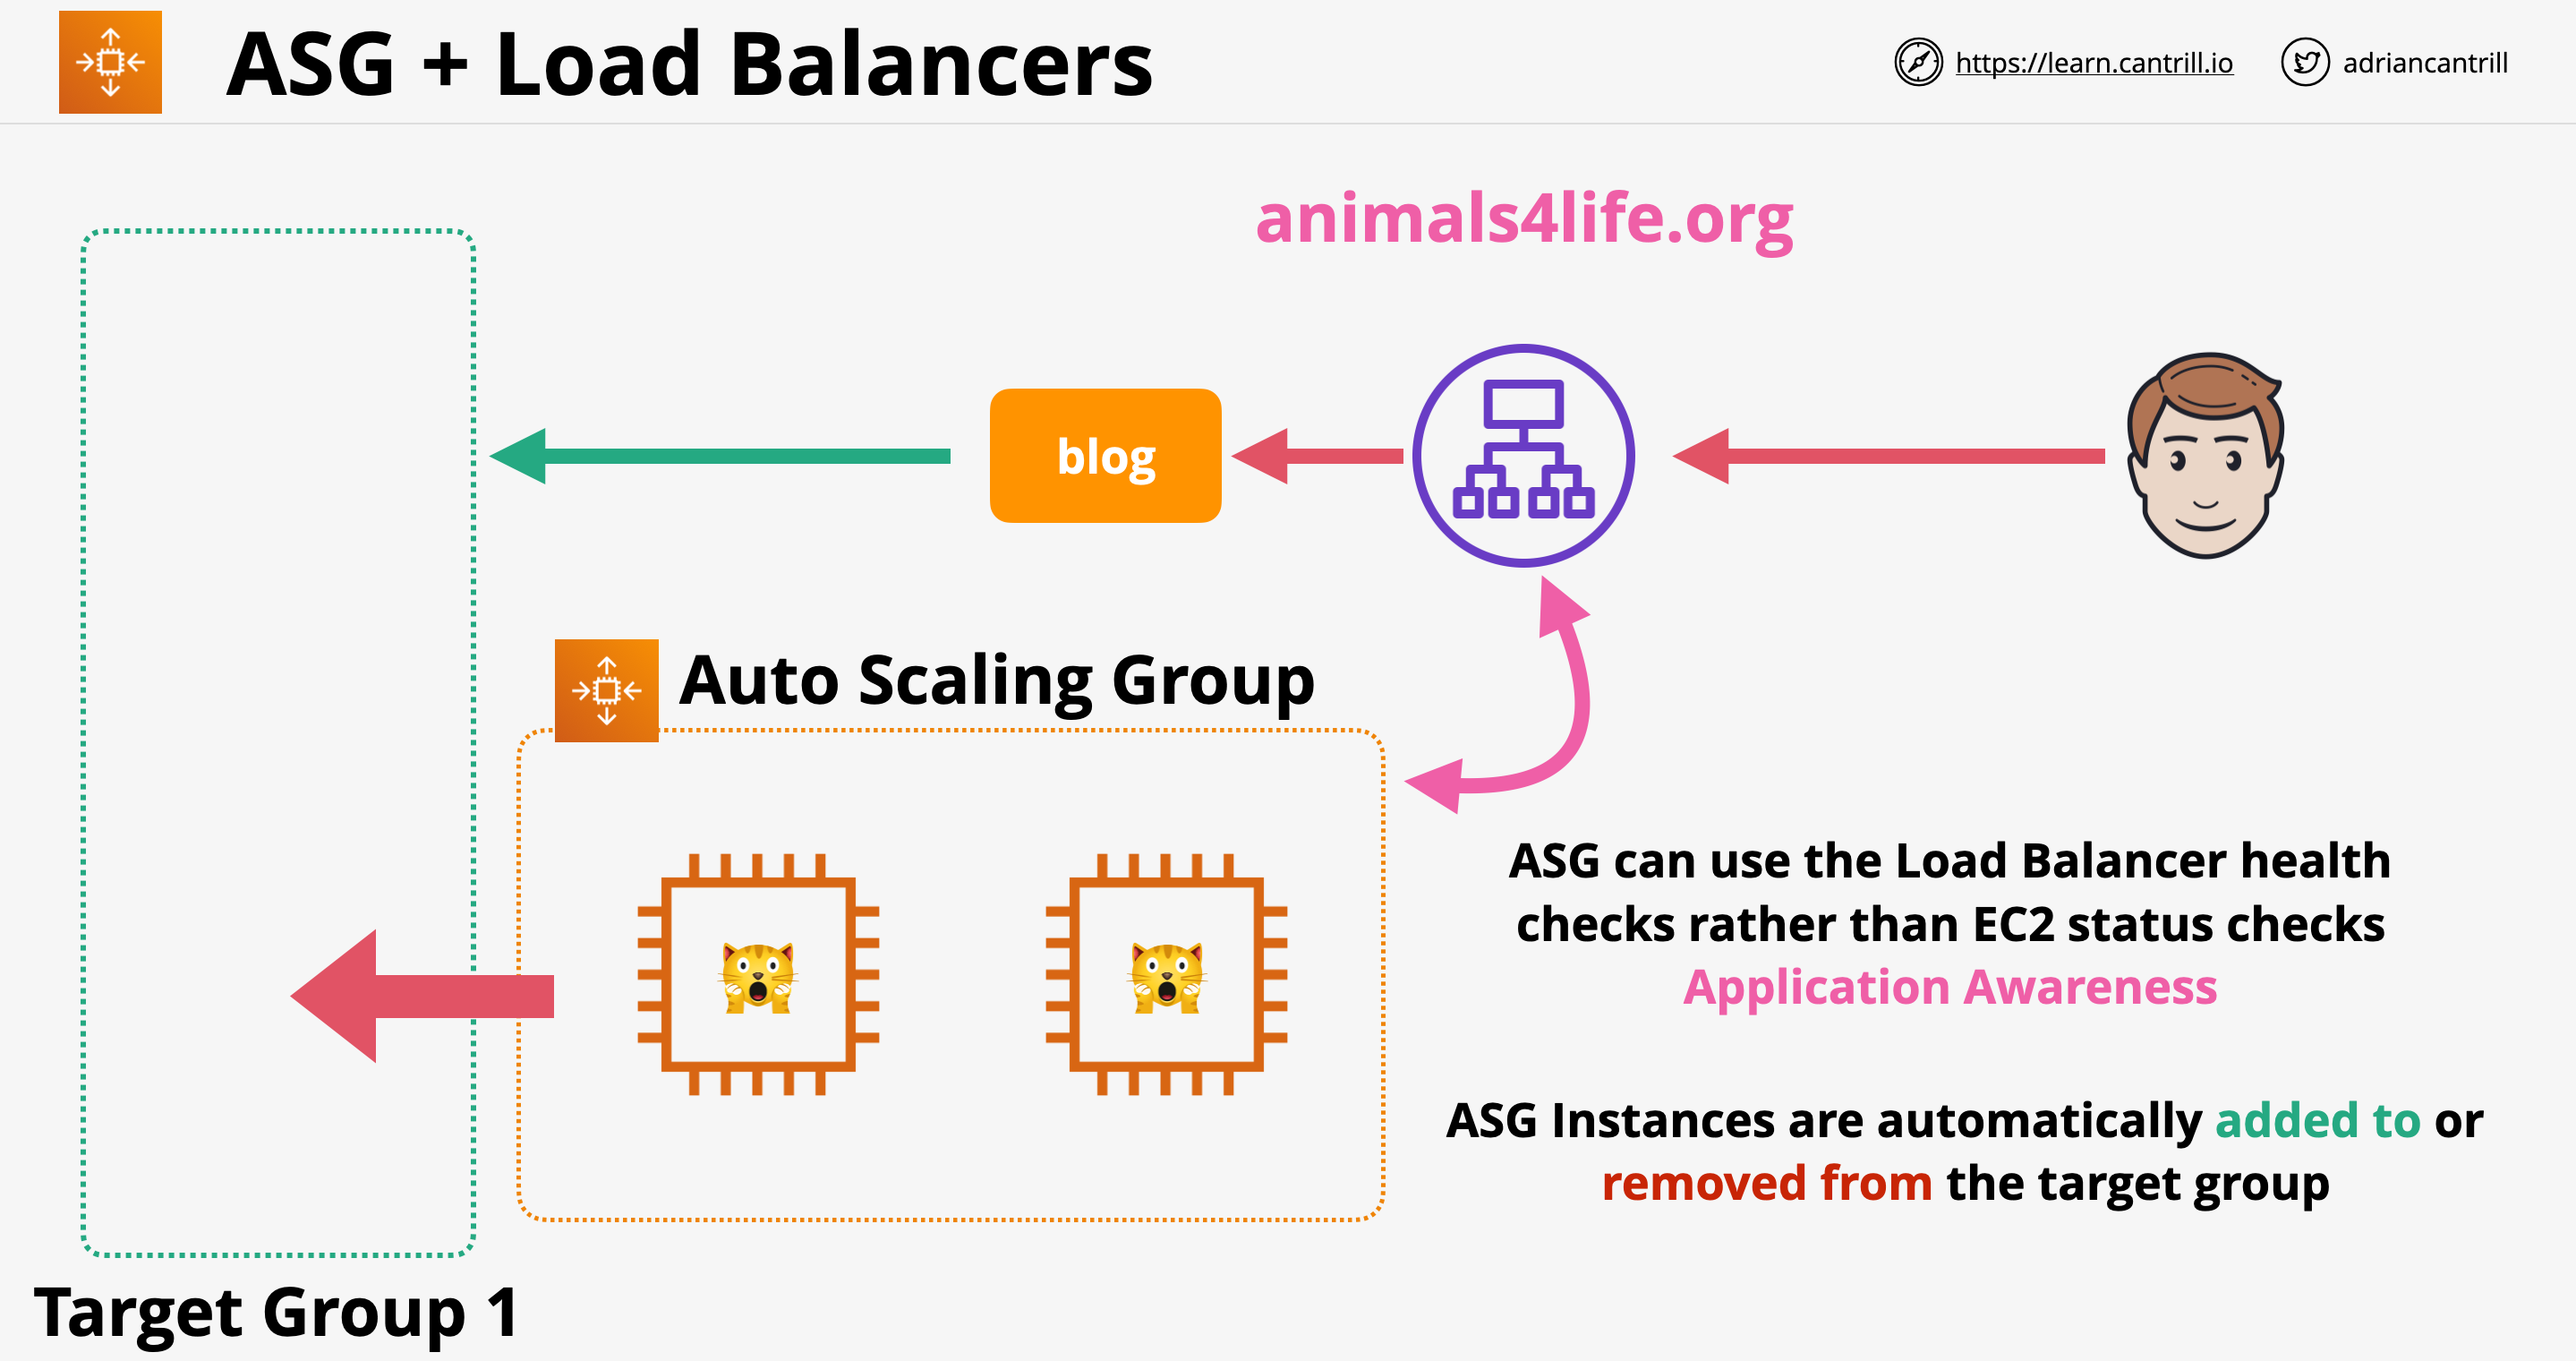 ASG + Load Balancers
https://learn.cantrill.io
adriancantrill
animals4life.org
blog
Auto Scaling Group
ASG can use the Load Balancer health
checks rather than EC2 status checks
Application Awareness
ASG Instances are automatically added to or
removed from the target group
Target Group 1